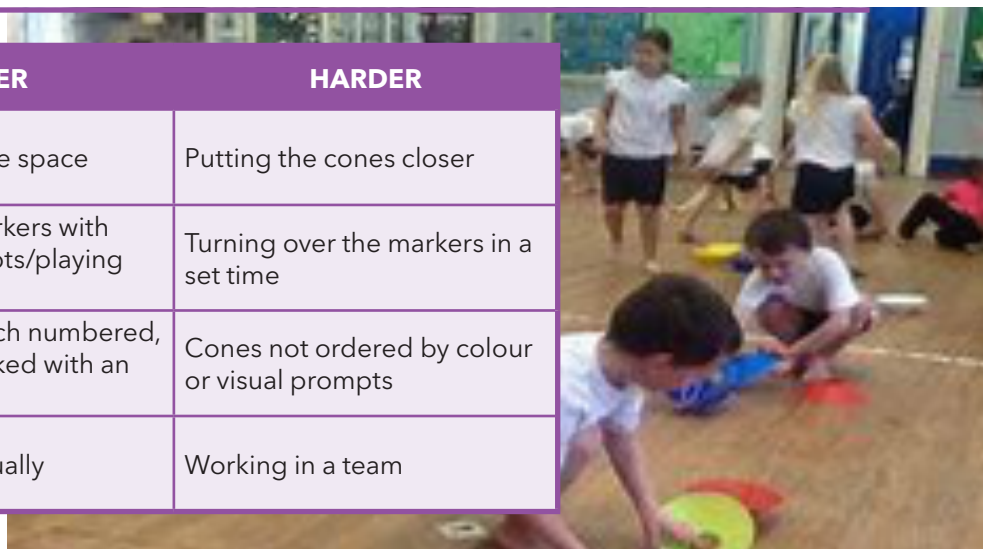 ER HARDER
e space Putting the cones closer
kers with
ots/playing
Turning over the markers in a
set time
ch numbered,
ked with an
Cones not ordered by colour
or visual prompts
ually Working in a team